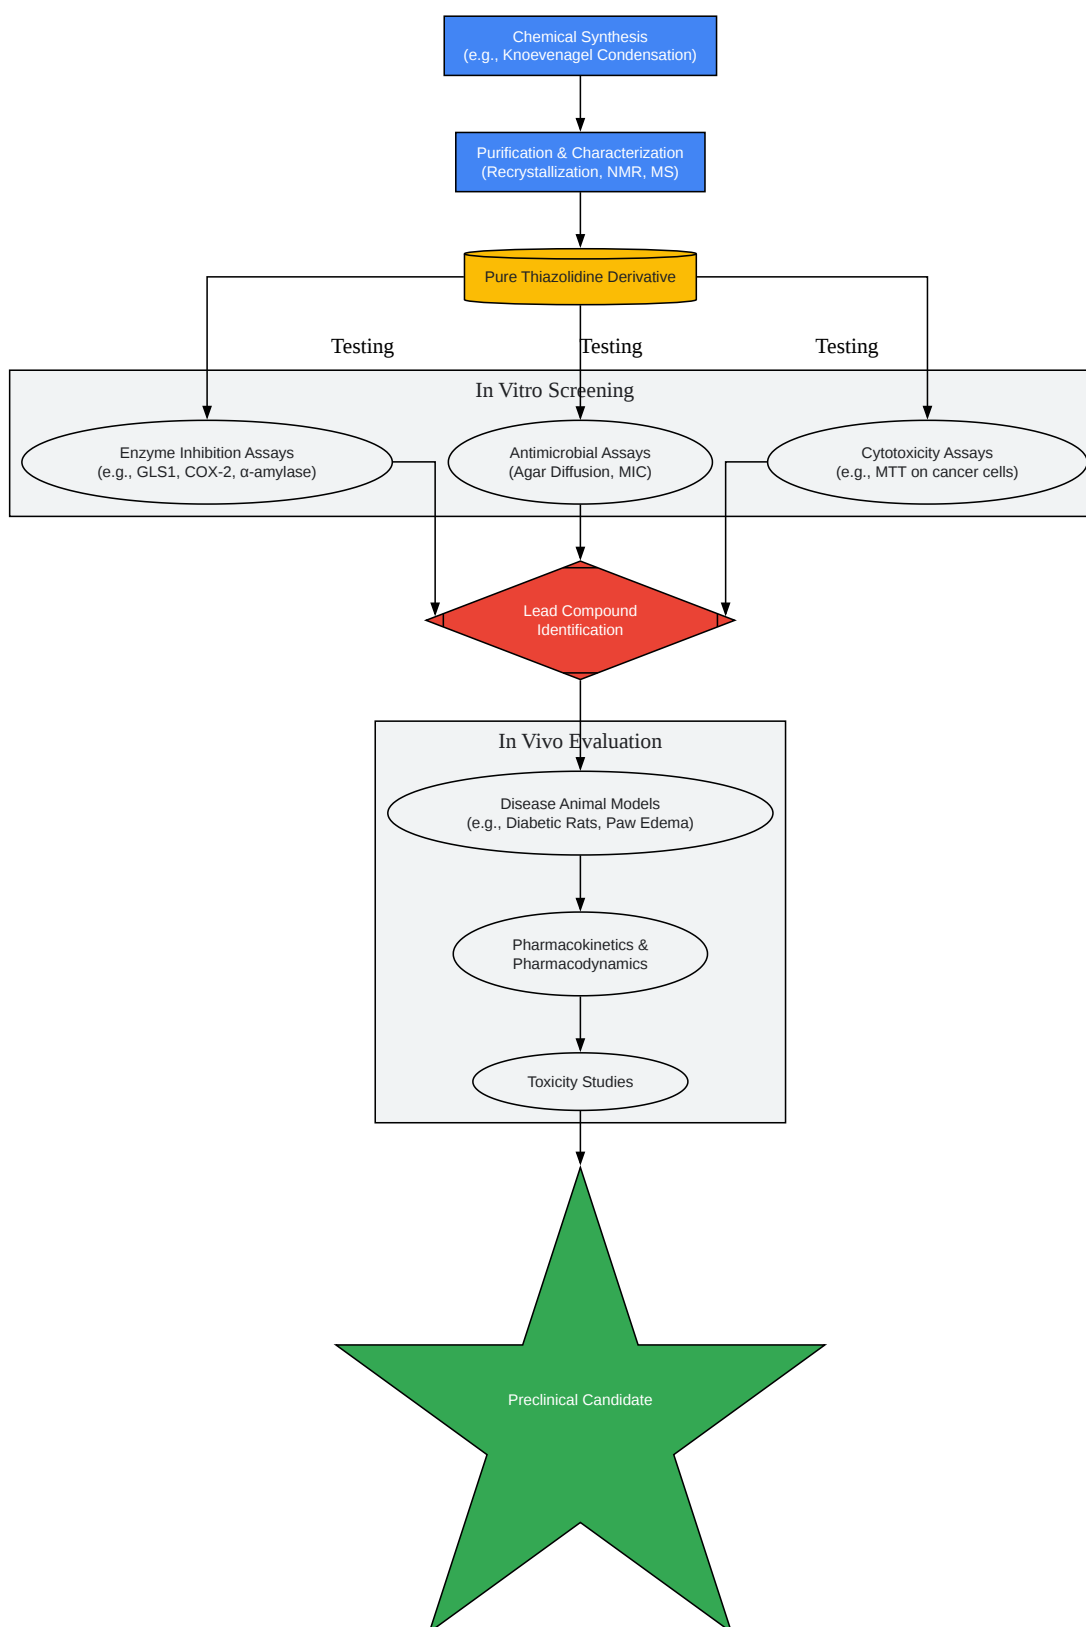 Chemical Synthesis
(e.g., Knoevenagel Condensation)
Purification & Characterization
(Recrystallization, NMR, MS)
Pure Thiazolidine Derivative
Testing
Testing
Testing
In Vitro Screening
Enzyme Inhibition Assays
(e.g., GLS1, COX-2, α-amylase)
Antimicrobial Assays
(Agar Diffusion, MIC)
Cytotoxicity Assays
(e.g., MTT on cancer cells)
Lead Compound
Identification
In Vivo Evaluation
Disease Animal Models
(e.g., Diabetic Rats, Paw Edema)
Pharmacokinetics &
Pharmacodynamics
Toxicity Studies
Preclinical Candidate